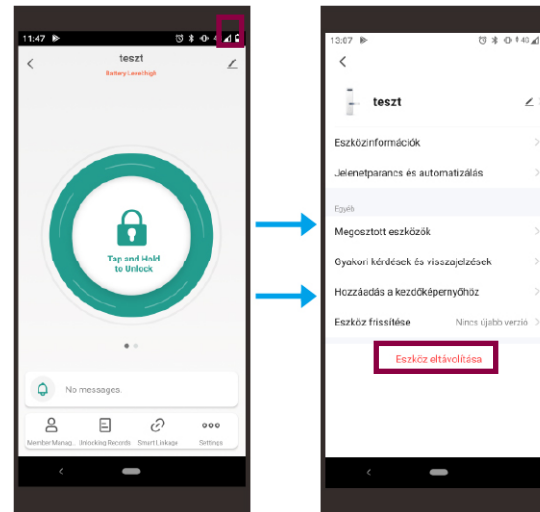 11:47
teszt
Battery Level:high
Tap and Hold
to Unlock
No messages.
Member Manag... Unlocking Records Smart Linkage Settings
13:07 4G
teszt
Eszközinformációk
Jelenetparancs és automatizálás
Egyéb
Megosztott eszközök
Gyakori kérdések és visszajelzések
Hozzáadás a kezdőképernyőhöz
Eszköz frissítése Nincs újabb verzió
Eszköz eltávolítása